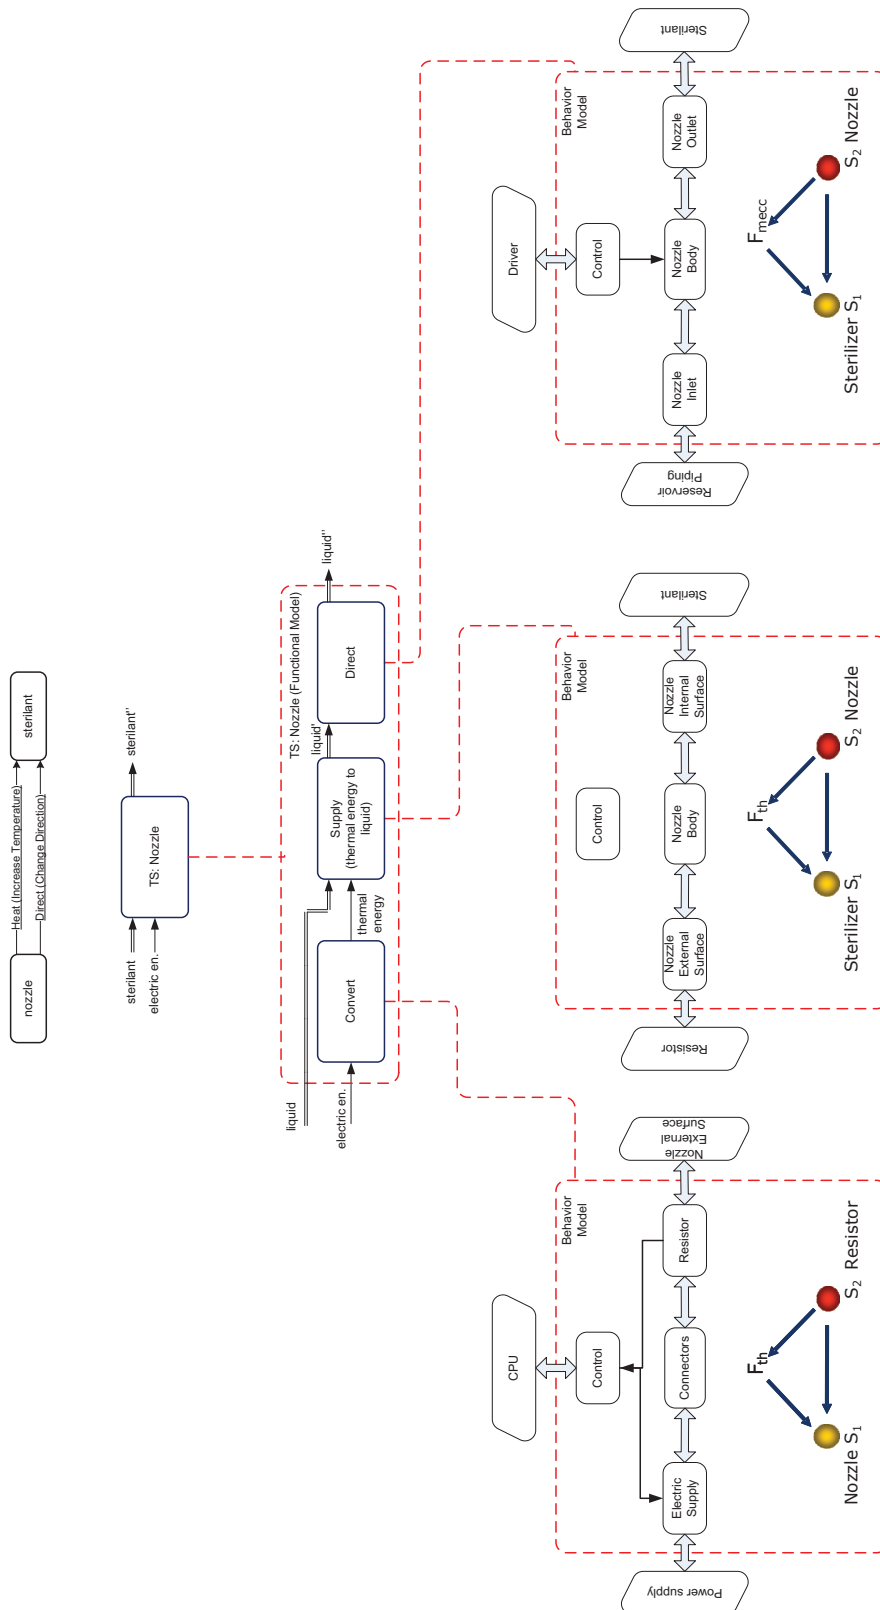 nozzle
Heat (Increase Temperature)
Direct (Change Direction)
sterilant
sterilant
electric en.
TS: Nozzle
sterilant''
TS: Nozzle (Functional Model)
liquid
electric en.
Convert
thermal
energy
Supply
(thermal energy to
liquid)
liquid'
Direct
liquid''
Behavior
Model
CPU
Control
Power supply
Electric
Supply
Connectors
Resistor
Nozzle
External
Surface
F_th
Nozzle S₁
S₂ Resistor
Behavior
Model
Control
Resistor
Nozzle
External
Surface
Nozzle
Body
Nozzle
Internal
Surface
Sterilant
F_th
Sterilizer S₁
S₂ Nozzle
Behavior
Model
Driver
Control
Reservoir
Piping
Nozzle
Inlet
Nozzle
Body
Nozzle
Outlet
Sterilant
F_mecc
Sterilizer S₁
S₂ Nozzle